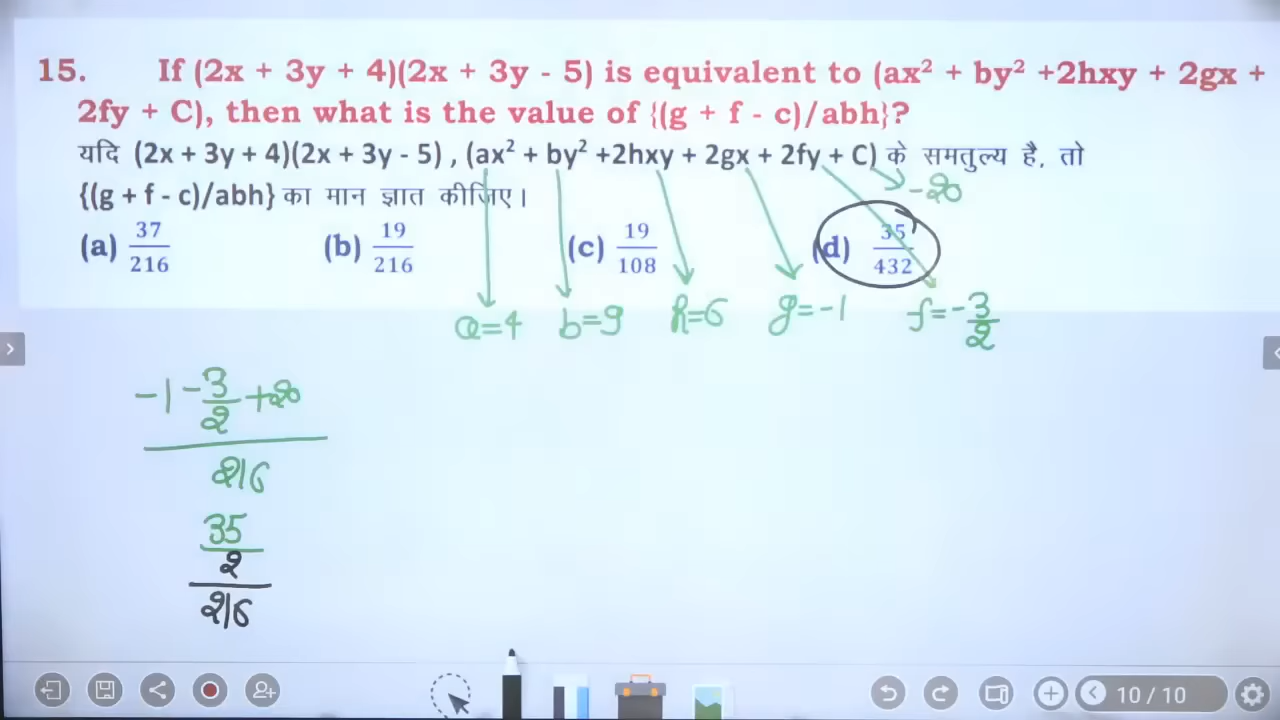 15. If (2x + 3y + 4)(2x + 3y - 5) is equivalent to (ax² + by² +2hxy + 2gx +
2fy + C), then what is the value of {(g + f - c)/abh}?
यदि (2x + 3y + 4)(2x + 3y - 5) , (ax² + by² +2hxy + 2gx + 2fy + C) के समतुल्य है, तो
{(g + f - c)/abh} का मान ज्ञात कीजिए।
-20
(a) 37/216 (b) 19/216 (c) 19/108 (d) 35/432
a=4 b=9 h=6 g=-1 f=-3/2
-1 -3/2 +20
216
35
2
216
10 / 10